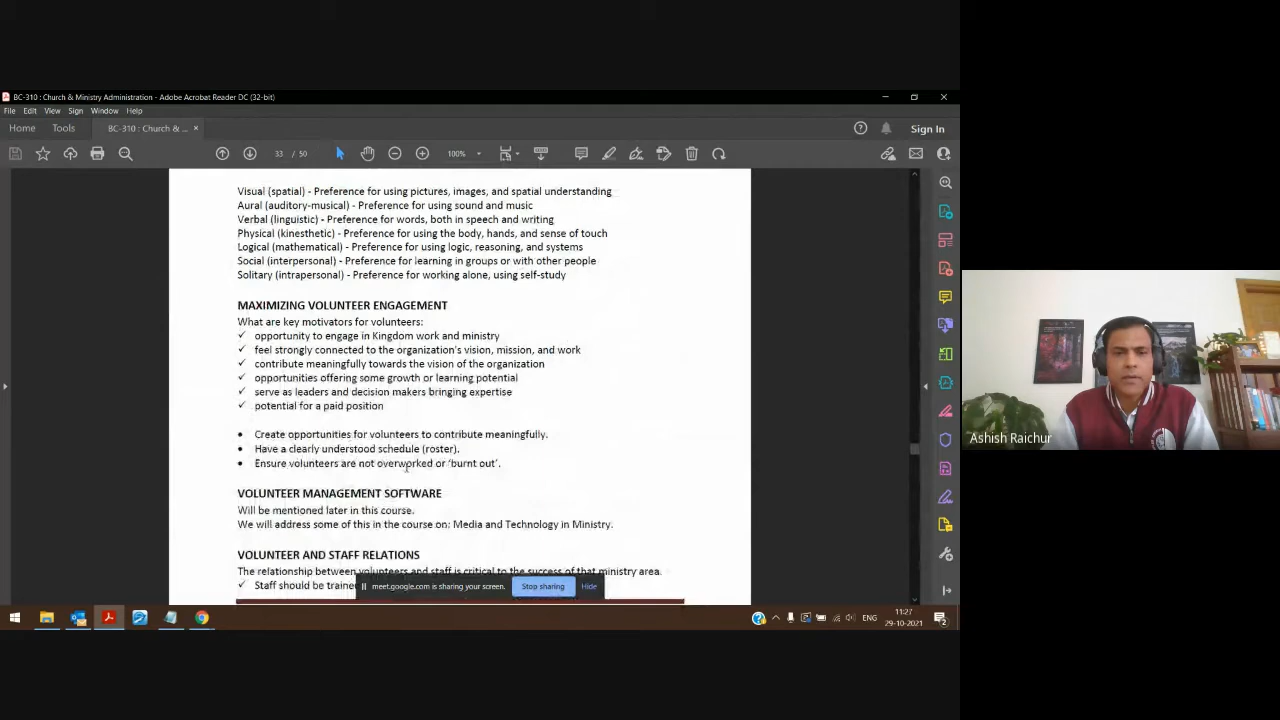 BC-310 : Church & Ministry Administration - Adobe Acrobat Reader DC (32-bit)
File Edit View Sign Window Help
Home Tools BC-310 : Church & ... × Sign In
33 / 50 100%
Visual (spatial) - Preference for using pictures, images, and spatial understanding
Aural (auditory-musical) - Preference for using sound and music
Verbal (linguistic) - Preference for words, both in speech and writing
Physical (kinesthetic) - Preference for using the body, hands, and sense of touch
Logical (mathematical) - Preference for using logic, reasoning, and systems
Social (interpersonal) - Preference for learning in groups or with other people
Solitary (intrapersonal) - Preference for working alone, using self-study
MAXIMIZING VOLUNTEER ENGAGEMENT
What are key motivators for volunteers:
✓ opportunity to engage in Kingdom work and ministry
✓ feel strongly connected to the organization's vision, mission, and work
✓ contribute meaningfully towards the vision of the organization
✓ opportunities offering some growth or learning potential
✓ serve as leaders and decision makers bringing expertise
✓ potential for a paid position
• Create opportunities for volunteers to contribute meaningfully.
• Have a clearly understood schedule (roster).
• Ensure volunteers are not overworked or 'burnt out'.
VOLUNTEER MANAGEMENT SOFTWARE
Will be mentioned later in this course.
We will address some of this in the course on: Media and Technology in Ministry.
VOLUNTEER AND STAFF RELATIONS
The relationship between volunteers and staff is critical to the success of that ministry area.
✓ Staff should be traine
meet.google.com is sharing your screen. Stop sharing Hide
ENG
11:27
29-10-2021
Ashish Raichur